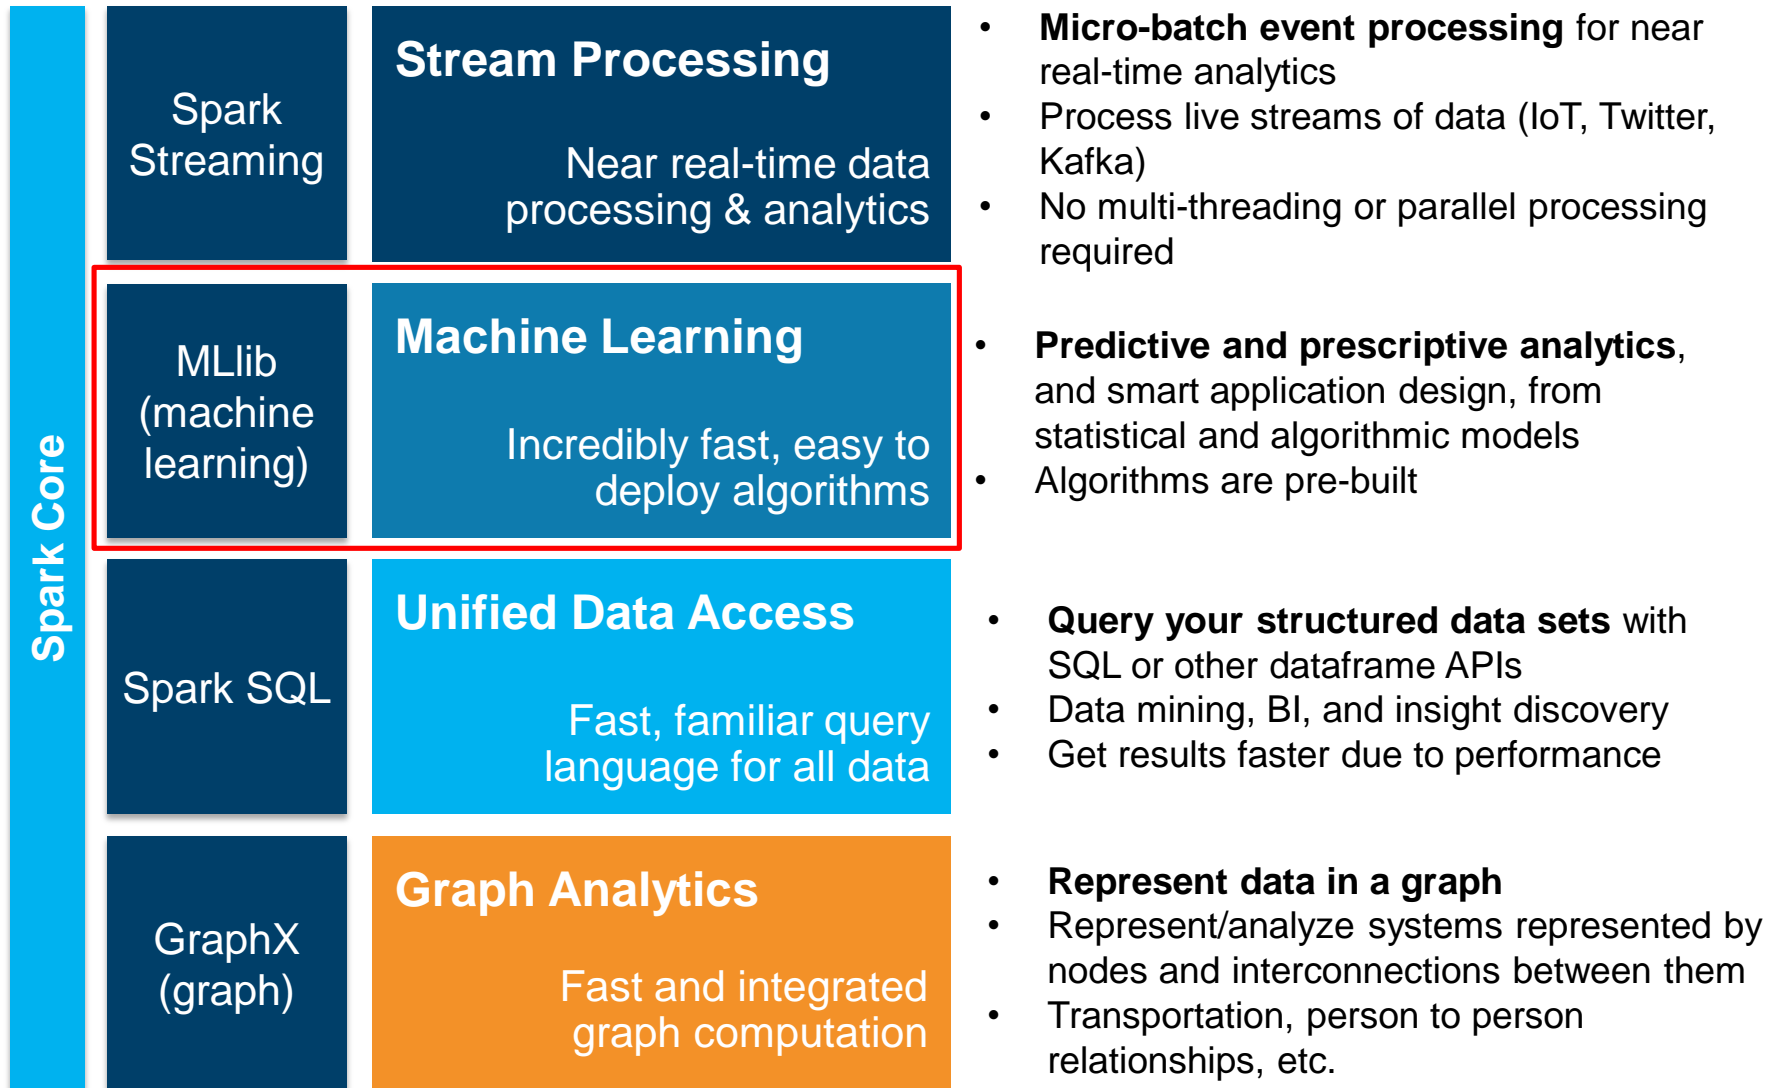 Spark Core
Spark
Streaming
Stream Processing
Near real-time data
processing & analytics
• Micro-batch event processing for near
real-time analytics
• Process live streams of data (IoT, Twitter,
Kafka)
• No multi-threading or parallel processing
required
MLlib
(machine
learning)
Machine Learning
Incredibly fast, easy to
deploy algorithms
• Predictive and prescriptive analytics,
and smart application design, from
statistical and algorithmic models
• Algorithms are pre-built
Spark SQL
Unified Data Access
Fast, familiar query
language for all data
• Query your structured data sets with
SQL or other dataframe APIs
• Data mining, BI, and insight discovery
• Get results faster due to performance
GraphX
(graph)
Graph Analytics
Fast and integrated
graph computation
• Represent data in a graph
• Represent/analyze systems represented by
nodes and interconnections between them
• Transportation, person to person
relationships, etc.